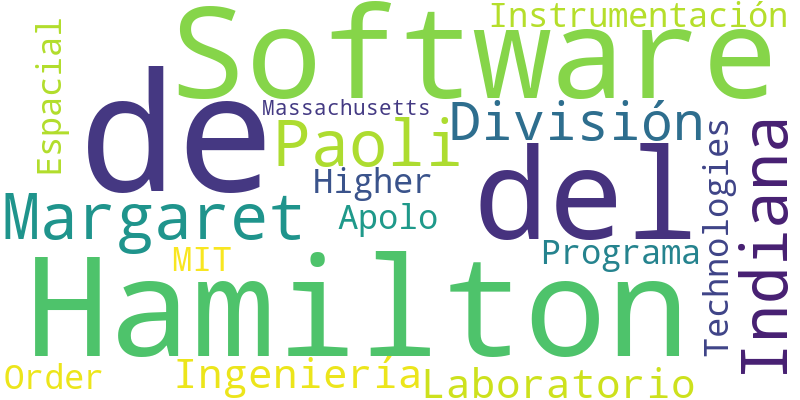 Instrumentación
Software
Espacial
de
Massachusetts
División
Paoli
del
Technologies
Indiana
Higher
Margaret
Apolo
MIT
Programa
Hamilton
Order
Ingeniería
Laboratorio